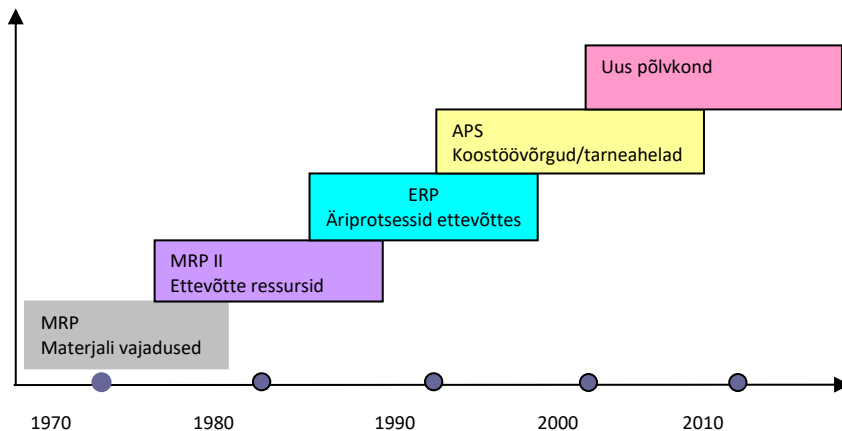 Uus põlvkond
APS
Koostöövõrgud/tarneahelad
ERP
Äriprotsessid ettevõttes
MRP II
Ettevõtte ressursid
MRP
Materjali vajadused
1970 1980 1990 2000 2010